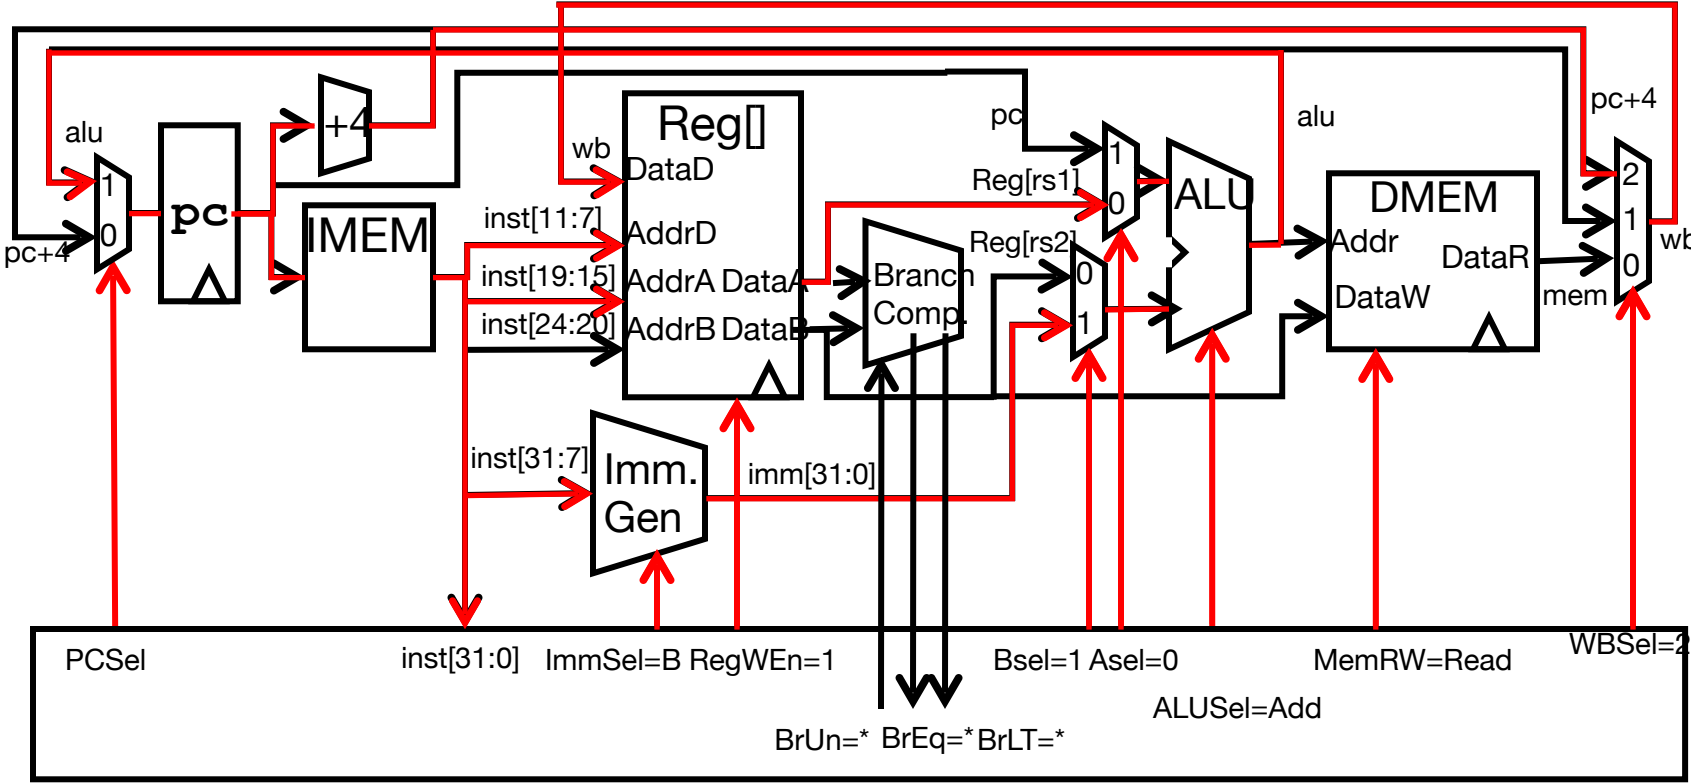 pc+4
alu
+4
pc
Reg[]
alu
wb
DataD
1
pc
1
2
Reg[rs1]
ALU
DMEM
inst[11:7]
0
1
0
pc+4
IMEM
AddrD
Reg[rs2]
Addr
wb
inst[19:15]
AddrA DataA
Branch
Comp.
0
DataR
0
inst[24:20]
AddrB DataB
1
DataW
mem
inst[31:7]
Imm.
Gen
imm[31:0]
PCSel
inst[31:0]
ImmSel=B
RegWEn=1
Bsel=1
Asel=0
MemRW=Read
WBSel=2
ALUSel=Add
BrUn=*
BrEq=*
BrLT=*